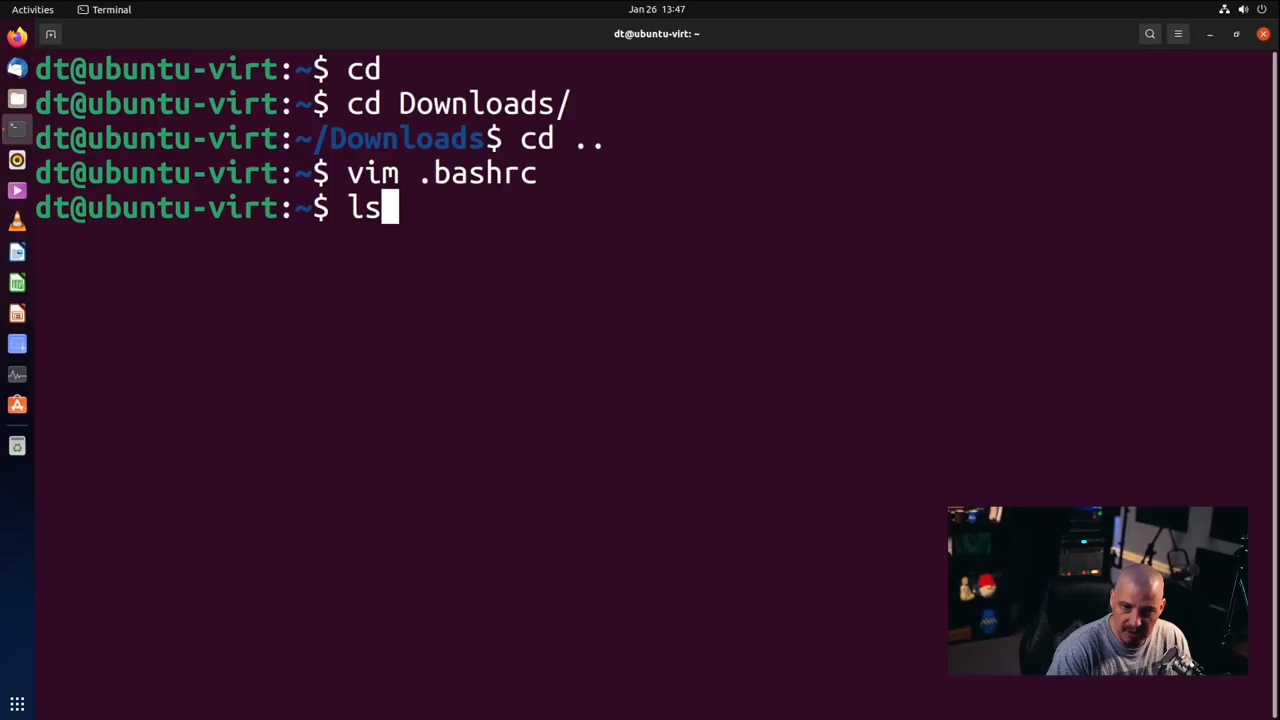 Activities
Terminal
Jan 26 13:47
dt@ubuntu-virt: ~
dt@ubuntu-virt:~$ cd
dt@ubuntu-virt:~$ cd Downloads/
dt@ubuntu-virt:~/Downloads$ cd ..
dt@ubuntu-virt:~$ vim .bashrc
dt@ubuntu-virt:~$ ls